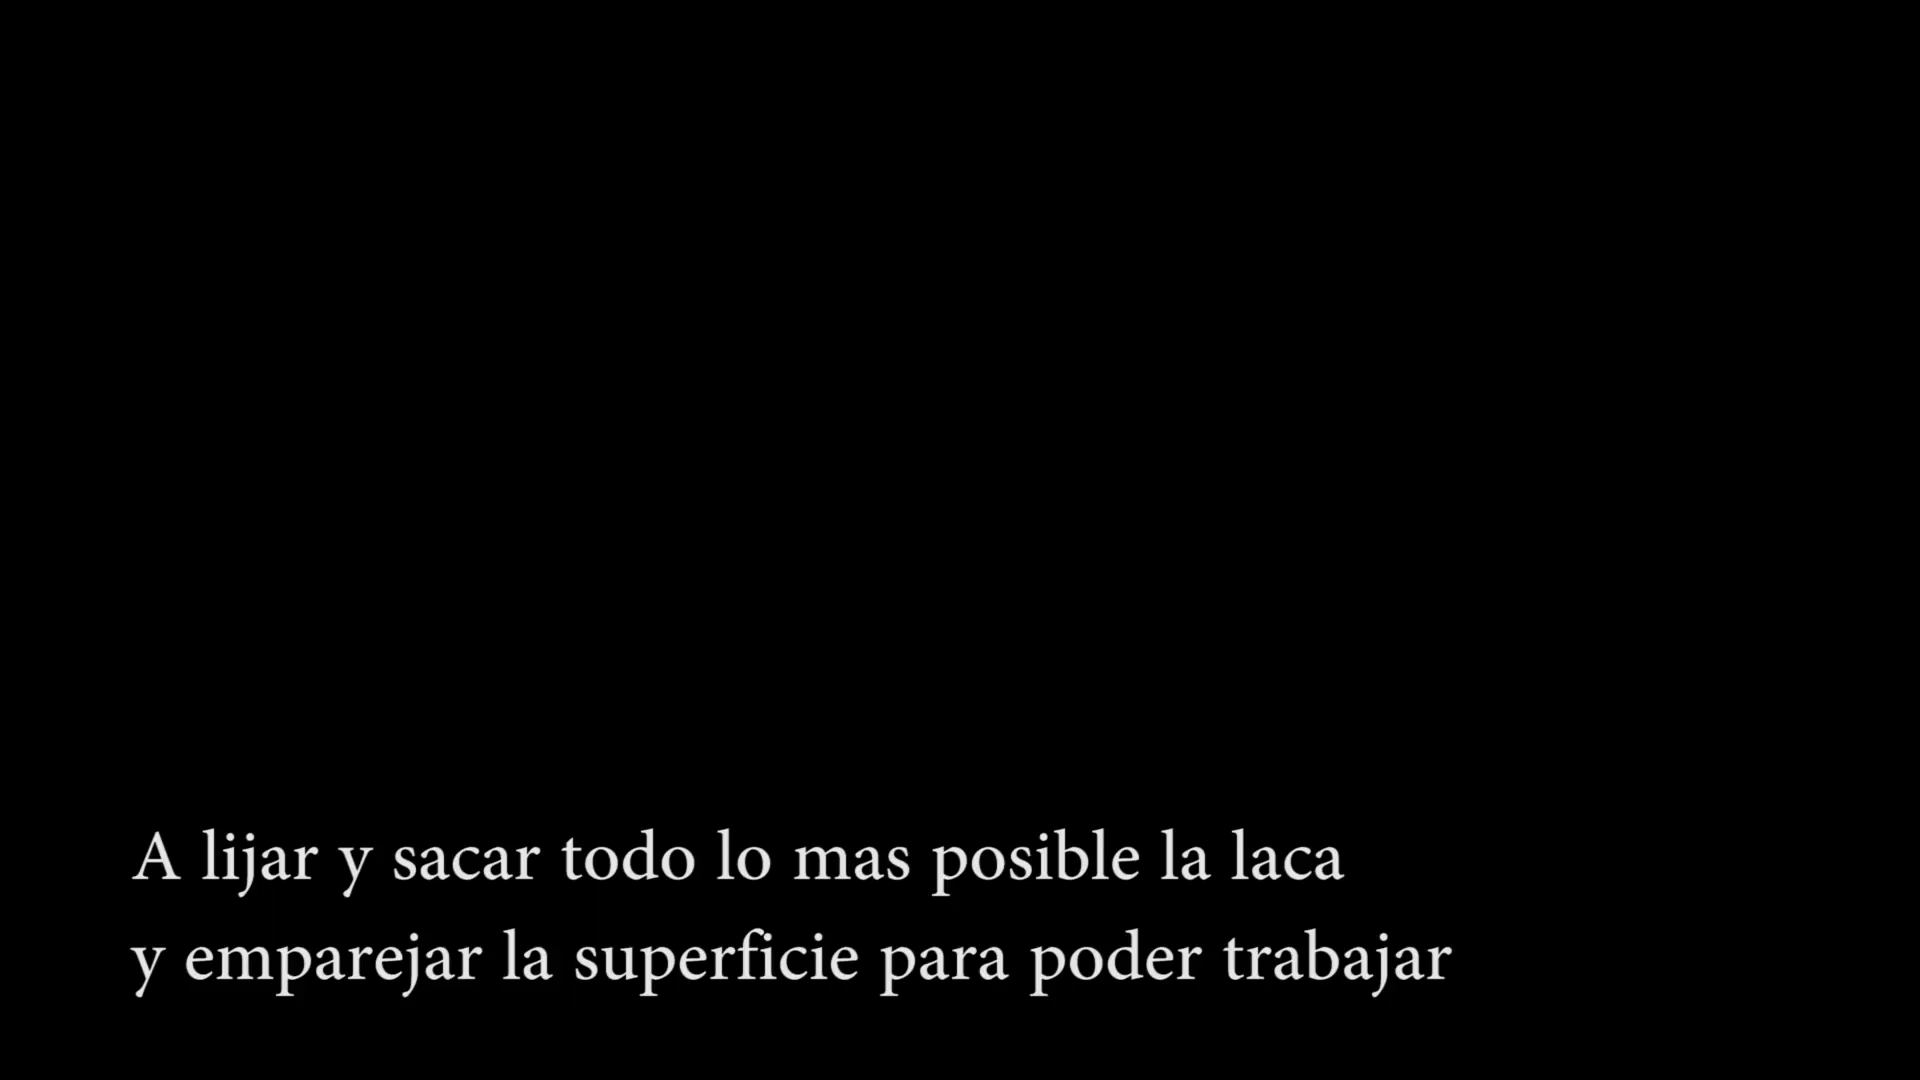 A lijar y sacar todo lo mas posible la laca
y emparejar la superficie para poder trabajar